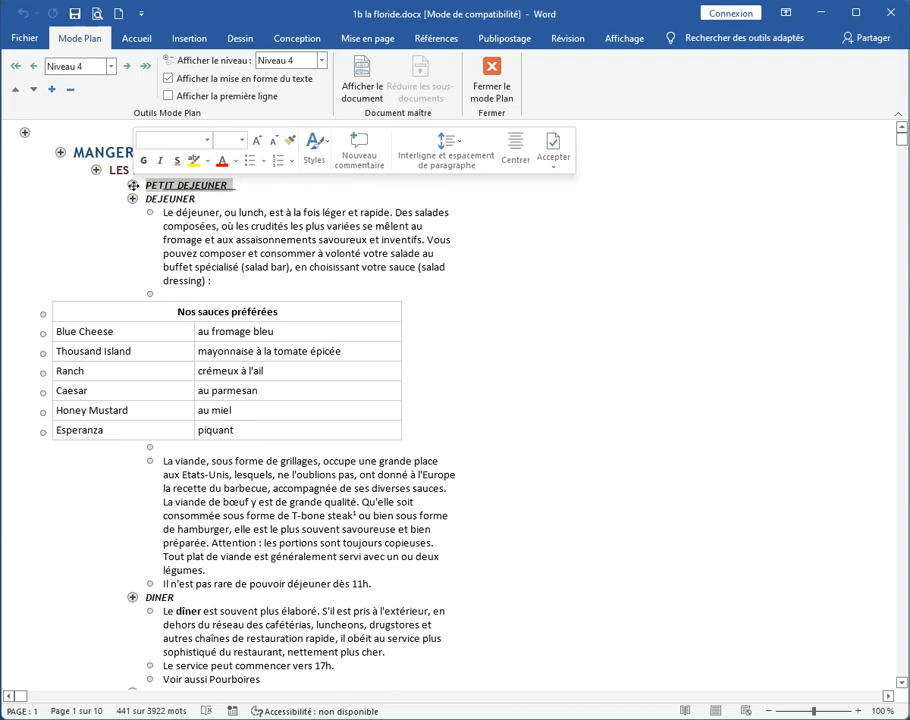 1b la floride.docx [Mode de compatibilité] - Word
Connexion
Fichier
Mode Plan
Accueil
Insertion
Dessin
Conception
Mise en page
Références
Publipostage
Révision
Affichage
Rechercher des outils adaptés
Partager
Niveau 4
Afficher le niveau :
Niveau 4
Afficher la mise en forme du texte
Afficher la première ligne
Outils Mode Plan
Afficher le document
Réduire les sous-documents
Document maître
Fermer le mode Plan
Fermer
G I S
A
Styles
Nouveau commentaire
Interligne et espacement de paragraphe
Centrer
Accepter
MANGER
LES
PETIT DEJEUNER
DEJEUNER
Le déjeuner, ou lunch, est à la fois léger et rapide. Des salades
composées, où les crudités les plus variées se mêlent au
fromage et aux assaisonnements savoureux et inventifs. Vous
pouvez composer et consommer à volonté votre salade au
buffet spécialisé (salad bar), en choisissant votre sauce (salad
dressing) :
Nos sauces préférées
Blue Cheese au fromage bleu
Thousand Island mayonnaise à la tomate épicée
Ranch crémeux à l'ail
Caesar au parmesan
Honey Mustard au miel
Esperanza piquant
La viande, sous forme de grillages, occupe une grande place
aux Etats-Unis, lesquels, ne l'oublions pas, ont donné à l'Europe
la recette du barbecue, accompagnée de ses diverses sauces.
La viande de bœuf y est de grande qualité. Qu'elle soit
consommée sous forme de T-bone steak¹ ou bien sous forme
de hamburger, elle est le plus souvent savoureuse et bien
préparée. Attention : les portions sont toujours copieuses.
Tout plat de viande est généralement servi avec un ou deux
légumes.
Il n'est pas rare de pouvoir déjeuner dès 11h.
DINER
Le dîner est souvent plus élaboré. S'il est pris à l'extérieur, en
dehors du réseau des cafétérias, luncheons, drugstores et
autres chaînes de restauration rapide, il obéit au service plus
sophistiqué du restaurant, nettement plus cher.
Le service peut commencer vers 17h.
Voir aussi Pourboires
PAGE : 1
Page 1 sur 10
441 sur 3922 mots
Accessibilité : non disponible
100 %